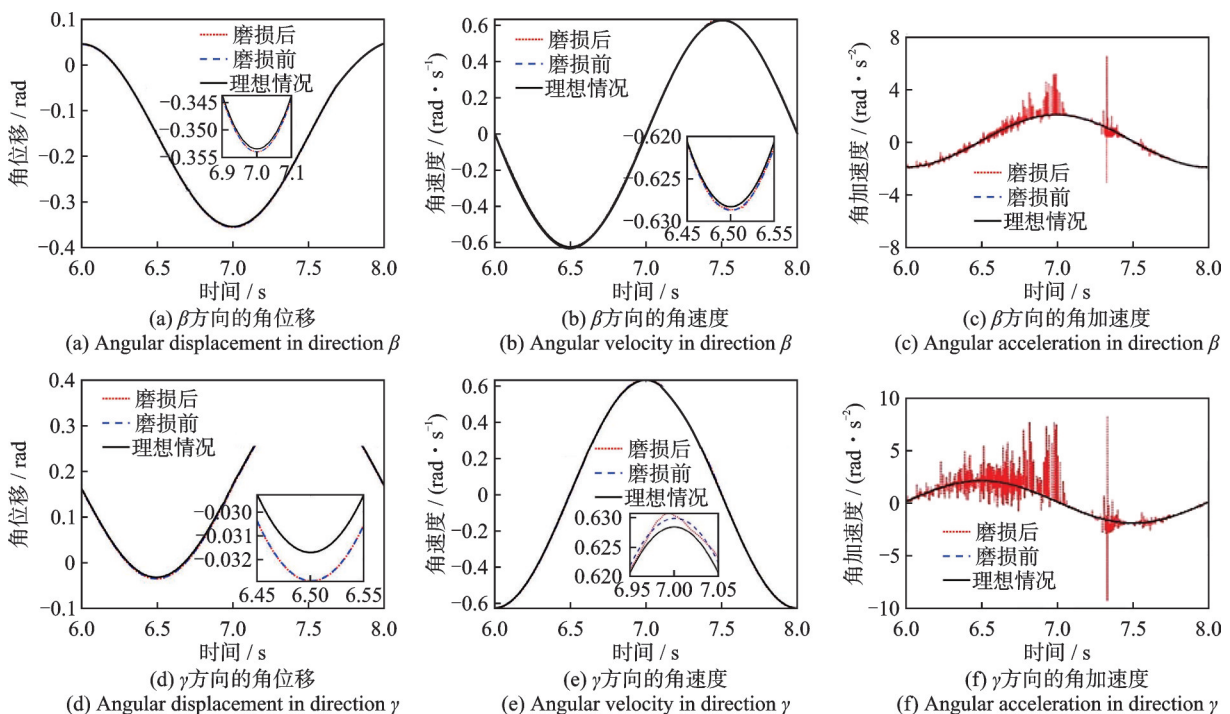 0.1
0
−0.1
−0.2
−0.3
−0.4
角位移 / rad
磨损后
磨损前
理想情况
−0.345
−0.350
−0.355
6.9 7.0 7.1
6.0 6.5 7.0 7.5 8.0
时间 / s
(a) β方向的角位移
(a) Angular displacement in direction β
0.6
0.4
0.2
0
−0.2
−0.4
−0.6
角速度 / (rad·s⁻¹)
磨损后
磨损前
理想情况
−0.620
−0.625
−0.630
6.45 6.50 6.55
6.0 6.5 7.0 7.5 8.0
时间 / s
(b) β方向的角速度
(b) Angular velocity in direction β
8
4
0
−4
−8
角加速度 / (rad·s⁻²)
磨损后
磨损前
理想情况
6.0 6.5 7.0 7.5 8.0
时间 / s
(c) β方向的角加速度
(c) Angular acceleration in direction β
0.4
0.3
0.2
0.1
0
−0.1
角位移 / rad
磨损后
磨损前
理想情况
−0.030
−0.031
−0.032
6.45 6.50 6.55
6.0 6.5 7.0 7.5 8.0
时间 / s
(d) γ方向的角位移
(d) Angular displacement in direction γ
0.6
0.4
0.2
0
−0.2
−0.4
−0.6
角速度 / (rad·s⁻¹)
磨损后
磨损前
理想情况
0.630
0.625
0.620
6.95 7.00 7.05
6.0 6.5 7.0 7.5 8.0
时间 / s
(e) γ方向的角速度
(e) Angular velocity in direction γ
10
5
0
−5
−10
角加速度 / (rad·s⁻²)
磨损后
磨损前
理想情况
6.0 6.5 7.0 7.5 8.0
时间 / s
(f) γ方向的角加速度
(f) Angular acceleration in direction γ